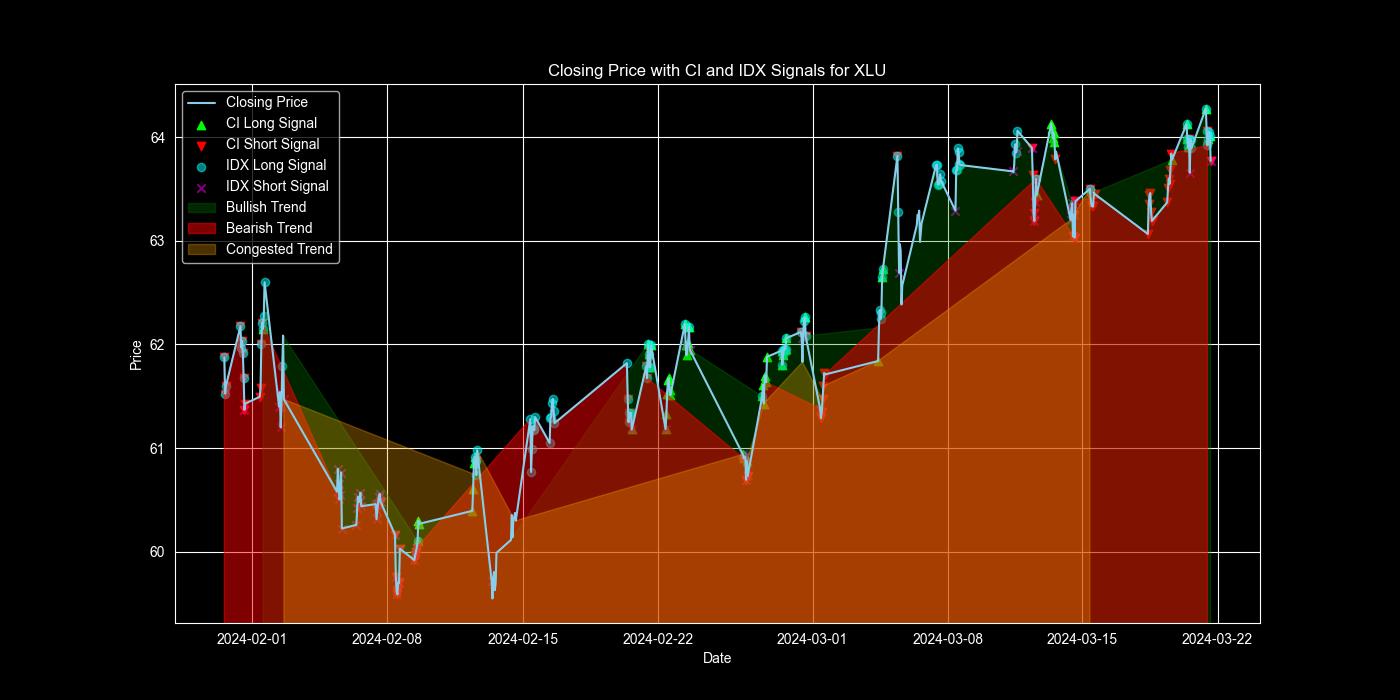 Closing Price with CI and IDX Signals for XLU
Closing Price
CI Long Signal
CI Short Signal
IDX Long Signal
IDX Short Signal
Bullish Trend
Bearish Trend
Congested Trend
Price
64
63
62
61
60
2024-02-01 2024-02-08 2024-02-15 2024-02-22 2024-03-01 2024-03-08 2024-03-15 2024-03-22
Date